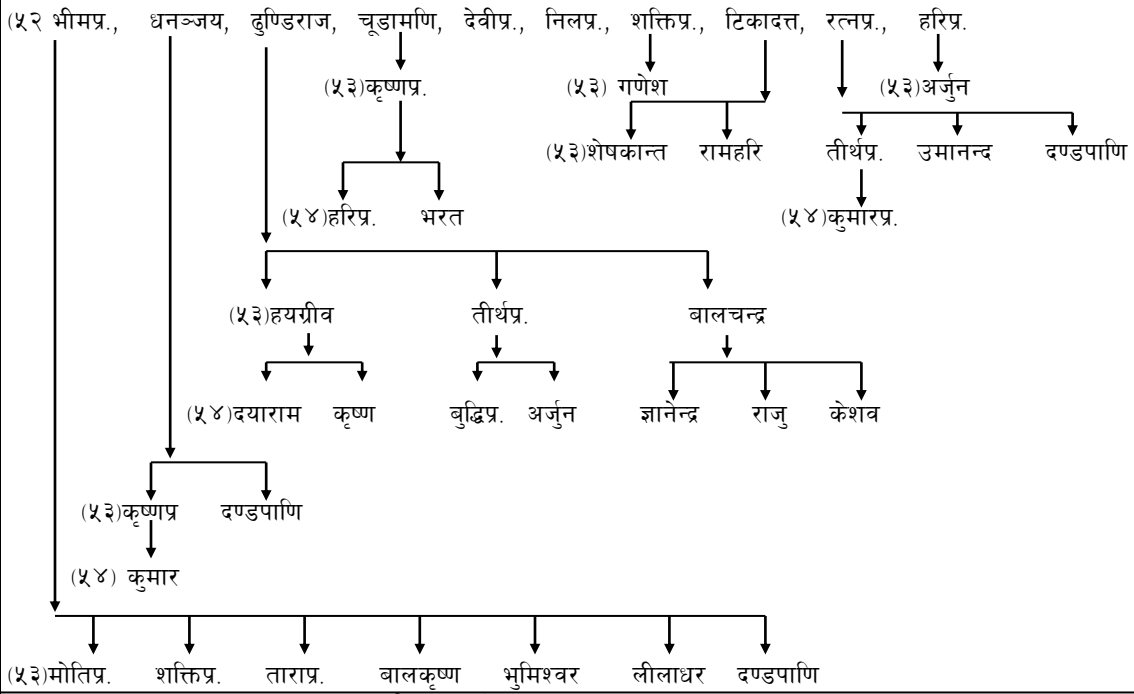 (५२ भीमप्र., धनञ्जय, ढुण्डिराज, चूडामणि, देवीप्र., निलप्र., शक्तिप्र., टिकादत्त, रत्नप्र., हरिप्र.
(५३)कृष्णप्र. (५३) गणेश (५३)अर्जुन
(५३)शेषकान्त रामहरि तीर्थप्र. उमानन्द दण्डपाणि
(५४)हरिप्र. भरत (५४)कुमारप्र.
(५३)हयग्रीव तीर्थप्र. बालचन्द्र
(५४)दयाराम कृष्ण बुद्धिप्र. अर्जुन ज्ञानेन्द्र राजु केशव
(५३)कृष्णप्र दण्डपाणि
(५४) कुमार
(५३)मोतिप्र. शक्तिप्र. ताराप्र. बालकृष्ण भुमिश्वर लीलाधर दण्डपाणि